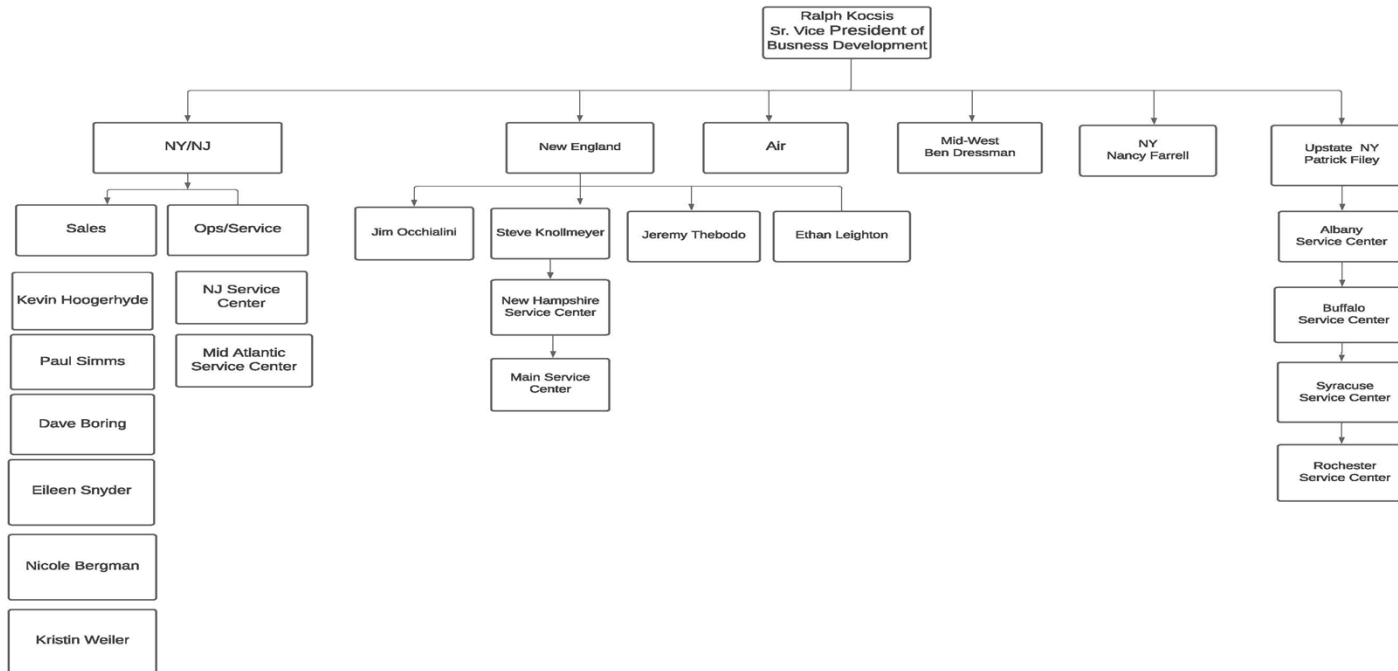 Ralph Kocsis
Sr. Vice President of
Busness Development
NY/NJ
New England
Air
Mid-West
Ben Dressman
NY
Nancy Farrell
Upstate NY
Patrick Filey
Sales
Ops/Service
Jim Occhialini
Steve Knollmeyer
Jeremy Thebodo
Ethan Leighton
Albany
Service Center
Kevin Hoogerhyde
NJ Service
Center
New Hampshire
Service Center
Buffalo
Service Center
Paul Simms
Mid Atlantic
Service Center
Main Service
Center
Syracuse
Service Center
Dave Boring
Rochester
Service Center
Eileen Snyder
Nicole Bergman
Kristin Weiler